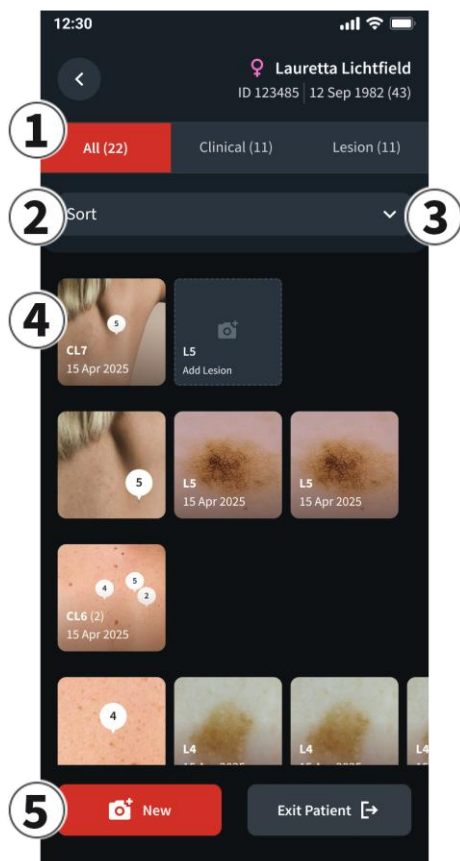 12:30
Lauretta Lichtfield
ID 123485 | 12 Sep 1982 (43)
1
All (22)
Clinical (11)
Lesion (11)
2
Sort
3
4
5
CL7
15 Apr 2025
L5
Add Lesion
5
L5
15 Apr 2025
L5
15 Apr 2025
4
5
2
CL6 (2)
15 Apr 2025
4
L4
L4
L4
5
New
Exit Patient